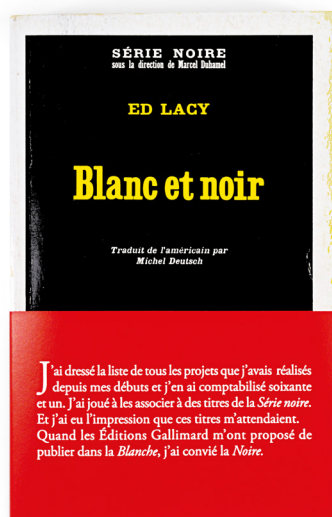 SÉRIE NOIRE
sous la direction de Marcel Duhamel
ED LACY
Blanc et noir
Traduit de l'américain par
Michel Deutsch
J'ai dressé la liste de tous les projets que j'avais réalisés
depuis mes débuts et j'en ai comptabilisé soixante
et un. J'ai joué à les associer à des titres de la Série noire.
Et j'ai eu l'impression que ces titres m'attendaient.
Quand les Éditions Gallimard m'ont proposé de
publier dans la Blanche, j'ai convié la Noire.